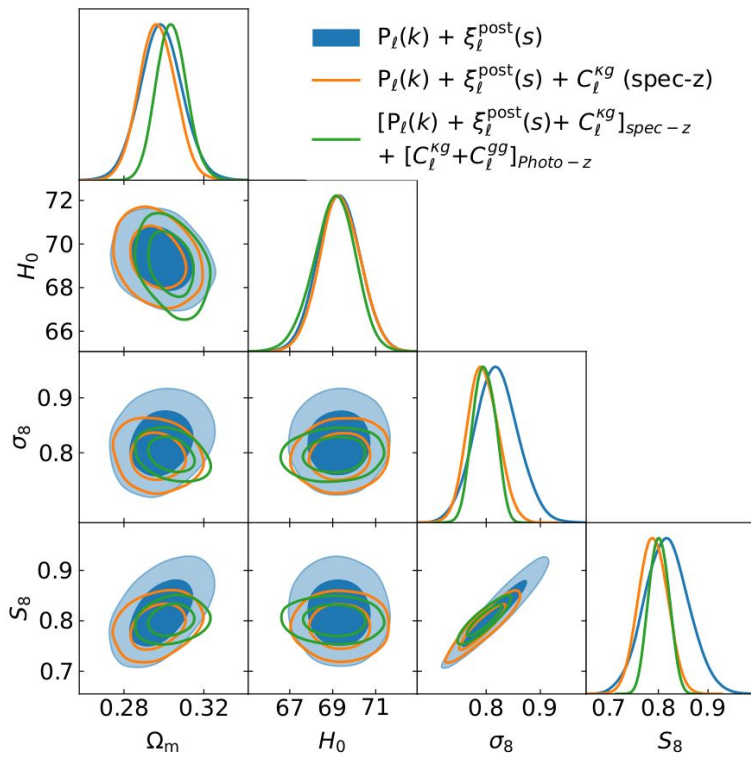 P_ℓ(k) + ξ_ℓ^post(s)
P_ℓ(k) + ξ_ℓ^post(s) + C_ℓ^κg (spec-z)
[P_ℓ(k) + ξ_ℓ^post(s)+ C_ℓ^κg]_spec−z
+ [C_ℓ^κg+C_ℓ^gg]_Photo−z
72
70
68
66
H_0
0.9
0.8
σ_8
0.9
0.8
0.7
S_8
0.28 0.32 67 69 71 0.8 0.9 0.7 0.8 0.9
Ω_m H_0 σ_8 S_8